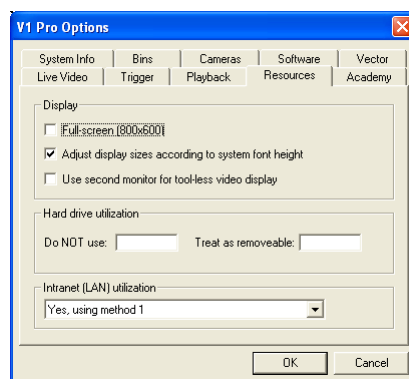 V1 Pro Options
System Info Bins Cameras Software Vector
Live Video Trigger Playback Resources Academy
Display
Full-screen (800x600)
Adjust display sizes according to system font height
Use second monitor for tool-less video display
Hard drive utilization
Do NOT use: Treat as removeable:
Intranet (LAN) utilization
Yes, using method 1
OK Cancel